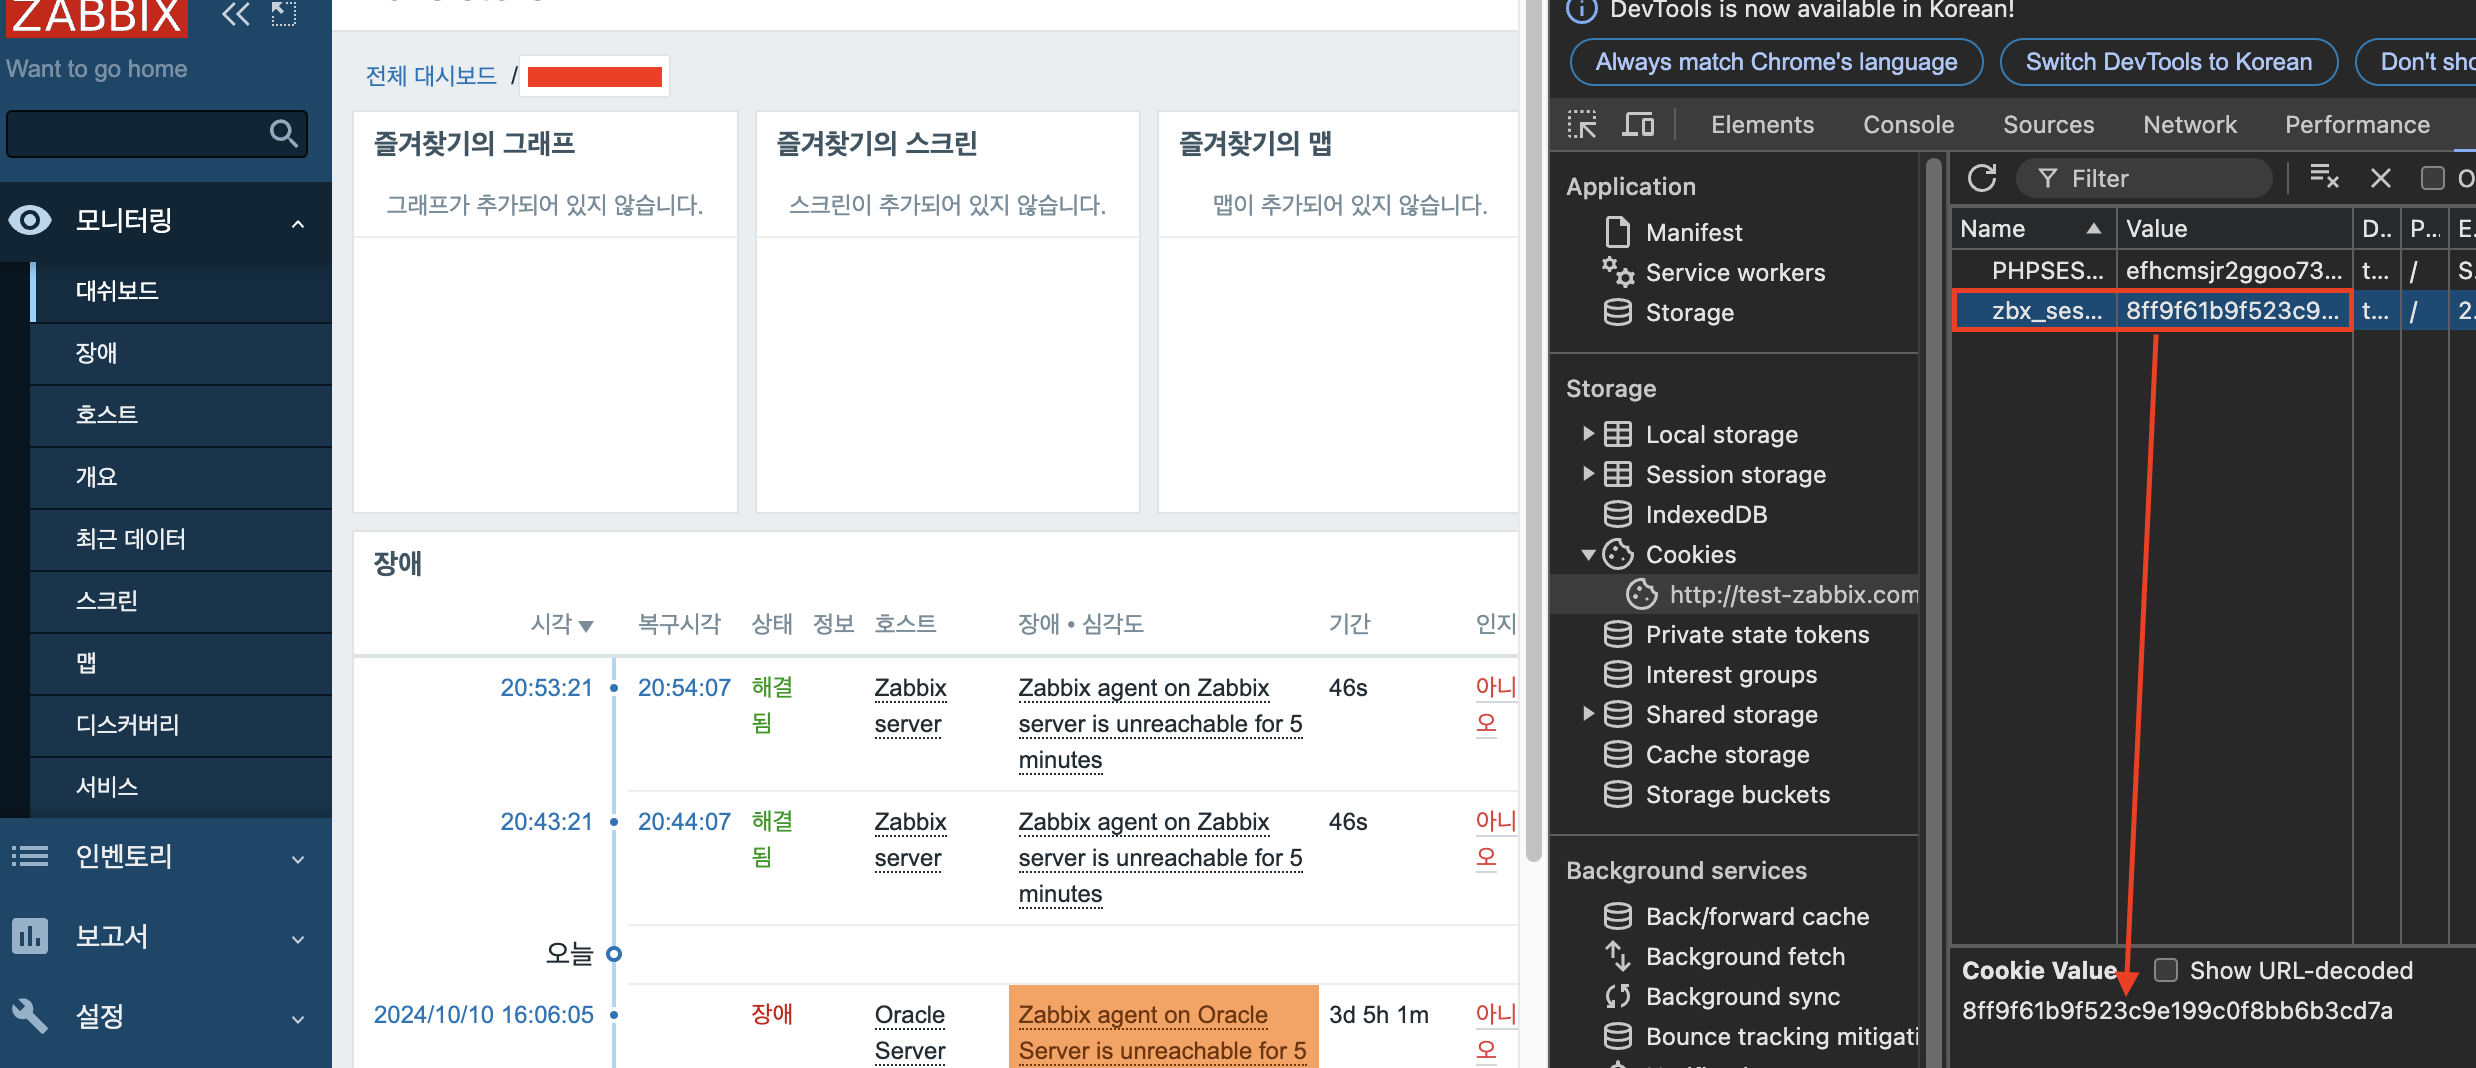 ZABBIX
Want to go home
모니터링
대쉬보드
장애
호스트
개요
최근 데이터
스크린
맵
디스커버리
서비스
인벤토리
보고서
설정
전체 대시보드 /
즐겨찾기의 그래프
그래프가 추가되어 있지 않습니다.
즐겨찾기의 스크린
스크린이 추가되어 있지 않습니다.
즐겨찾기의 맵
맵이 추가되어 있지 않습니다.
장애
시각 복구시각 상태 정보 호스트 장애 • 심각도 기간 인지
20:53:21 20:54:07 해결됨 Zabbix server Zabbix agent on Zabbix server is unreachable for 5 minutes 46s 아니오
20:43:21 20:44:07 해결됨 Zabbix server Zabbix agent on Zabbix server is unreachable for 5 minutes 46s 아니오
오늘
2024/10/10 16:06:05 장애 Oracle Server Zabbix agent on Oracle Server is unreachable for 5 3d 5h 1m 아니오
DevTools is now available in Korean!
Always match Chrome's language Switch DevTools to Korean Don't sho
Elements Console Sources Network Performance
Application
Manifest
Service workers
Storage
Storage
Local storage
Session storage
IndexedDB
Cookies
http://test-zabbix.com
Private state tokens
Interest groups
Shared storage
Cache storage
Storage buckets
Background services
Back/forward cache
Background fetch
Background sync
Bounce tracking mitigati
Filter
Name Value D.. P... E.
PHPSES... efhcmsjr2ggoo73... t... / S.
zbx_ses... 8ff9f61b9f523c9... t... / 2.
Cookie Value Show URL-decoded
8ff9f61b9f523c9e199c0f8bb6b3cd7a